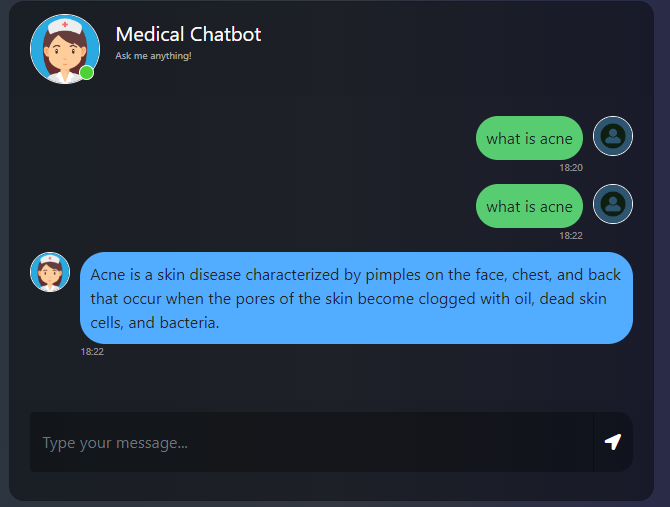 Medical Chatbot
Ask me anything!
what is acne
18:20
what is acne
18:22
Acne is a skin disease characterized by pimples on the face, chest, and back
that occur when the pores of the skin become clogged with oil, dead skin
cells, and bacteria.
18:22
Type your message...